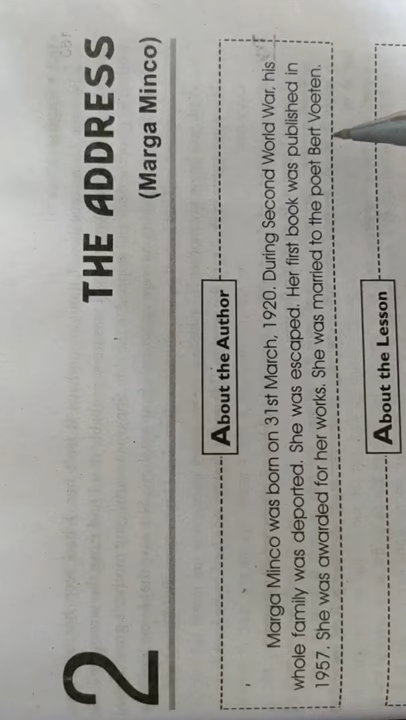 2
THE ADDRESS
(Marga Minco)
About the Author
Marga Minco was born on 31st March, 1920. During Second World War, his
whole family was deported. She was escaped. Her first book was published in
1957. She was awarded for her works. She was married to the poet Bert Voeten.
About the Lesson